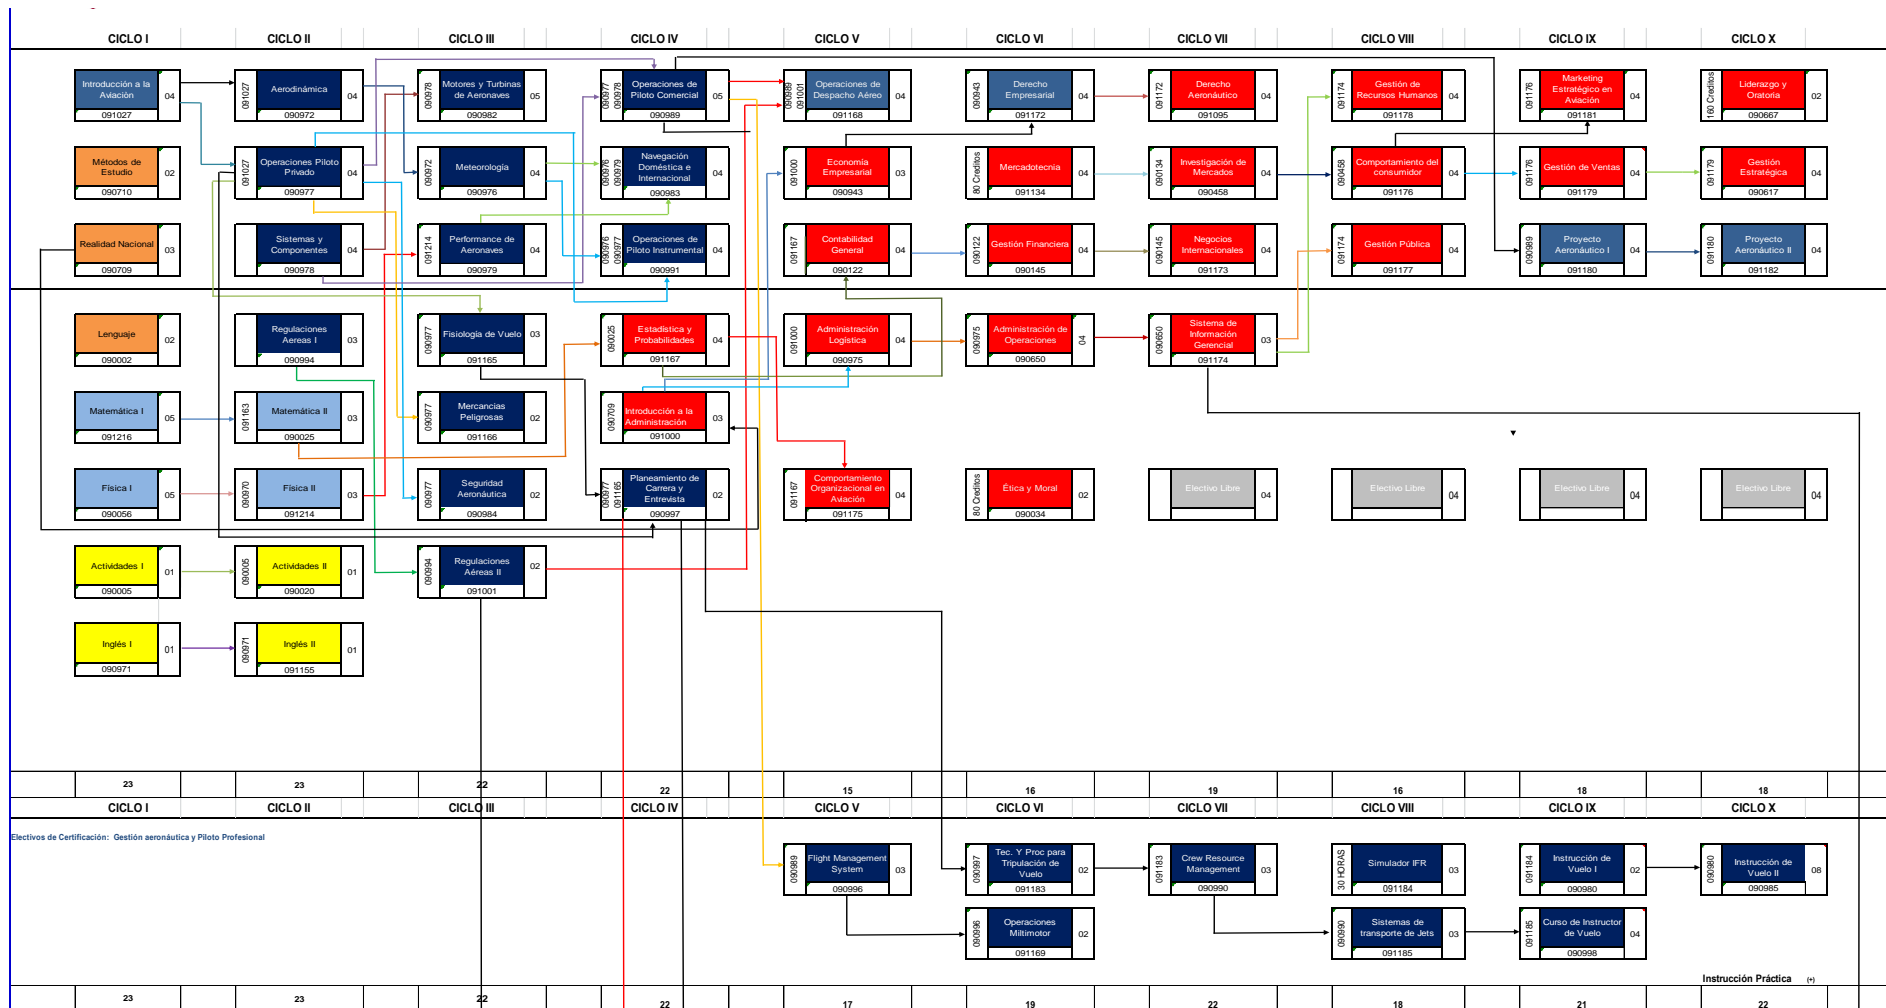 CICLO I CICLO II CICLO III CICLO IV CICLO V CICLO VI CICLO VII CICLO VIII CICLO IX CICLO X
Introducción a la Aviación 04 091027
091027 Aerodinámica 04 090972
090978 Motores y Turbinas de Aeronaves 05 090982
090977 090978 Operaciones de Piloto Comercial 05 090989
090989 091001 Operaciones de Despacho Aéreo 04 091168
090943 Derecho Empresarial 04 091172
091172 Derecho Aeronáutico 04 091095
091174 Gestión de Recursos Humanos 04 091178
091176 Marketing Estratégico en Aviación 04 091181
160 Creditos Liderazgo y Oratoria 02 090667
Métodos de Estudio 02 090710
091027 Operaciones Piloto Privado 04 090977
090972 Meteorología 04 090976
090976 090979 Navegación Doméstica e Internacional 04 090983
091000 Economía Empresarial 04 090943
80 Creditos Mercadotecnia 04 091134
090134 Investigación de Mercados 04 090458
090458 Comportamiento del consumidor 04 091176
091176 Gestión de Ventas 04 091179
091179 Gestión Estratégica 04 090617
Realidad Nacional 03 090709
Sistemas y Componentes 04 090978
091214 Performance de Aeronaves 04 090979
090976 090977 Operaciones de Piloto Instrumental 04 090991
091167 Contabilidad General 04 090122
090122 Gestión Financiera 04 090145
090145 Negocios Internacionales 04 091173
091174 Gestión Pública 04 091177
090989 Proyecto Aeronáutico I 04 091180
091180 Proyecto Aeronáutico II 04 091182
Lenguaje 02 090002
Regulaciones Aereas I 03 090994
090977 Fisiología de Vuelo 03 091165
090025 Estadística y Probabilidades 04 091167
091000 Administración Logística 04 090975
090975 Administración de Operaciones 04 090650
090650 Sistema de Información Gerencial 03 091174
Matemática I 05 091216
091163 Matemática II 03 090025
090977 Mercancías Peligrosas 02 091166
090709 Introducción a la Administración 03 091000
Física I 05 090056
090970 Física II 03 091214
090977 Seguridad Aeronáutica 02 090984
090977 091165 Planeamiento de Carrera y Entrevista 02 090997
091167 Comportamiento Organizacional en Aviación 04 091175
80 Creditos Ética y Moral 02 090034
Electivo Libre 04
Electivo Libre 04
Electivo Libre 04
Electivo Libre 04
Actividades I 01 090005
090005 Actividades II 01 090020
090994 Regulaciones Aéreas II 02 091001
Inglés I 01 090971
090971 Inglés II 01 091155
23 23 22 22 15 16 19 16 18 18
CICLO I CICLO II CICLO III CICLO IV CICLO V CICLO VI CICLO VII CICLO VIII CICLO IX CICLO X
Electivos de Certificación: Gestión aeronáutica y Piloto Profesional
090989 Flight Management System 03 090996
090997 Tec. Y Proc para Tripulación de Vuelo 02 091183
091183 Crew Resource Management 03 090990
30 HORAS Simulador IFR 03 091184
091184 Instrucción de Vuelo I 02 090980
090980 Instrucción de Vuelo II 08 090985
090996 Operaciones Miltimotor 02 091169
090990 Sistemas de transporte de Jets 03 091185
091185 Curso de Instructor de Vuelo 04 090998
Instrucción Práctica (*)
23 23 22 22 17 19 22 18 21 22